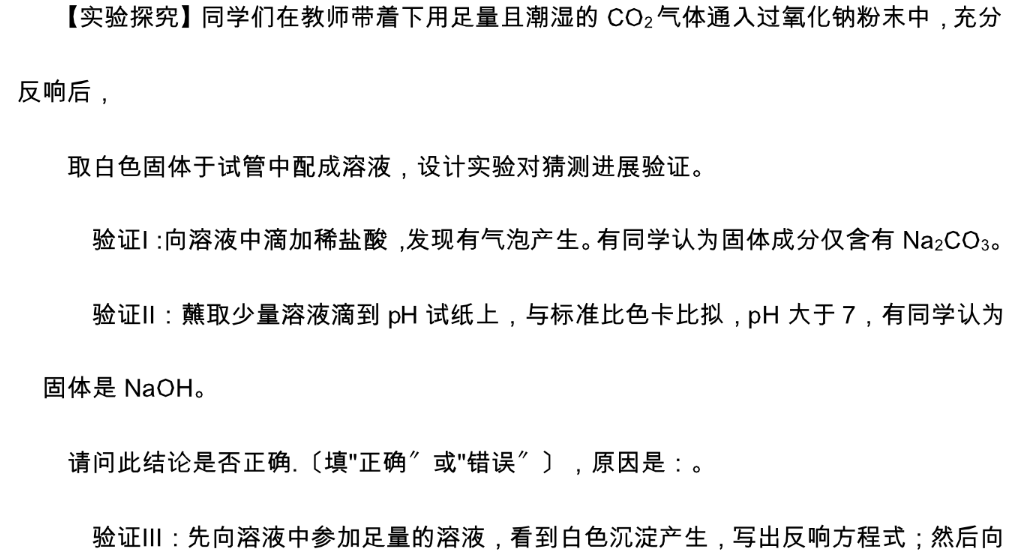 【实验探究】同学们在教师带着下用足量且潮湿的 CO₂气体通入过氧化钠粉末中 , 充分
反响后 ,
取白色固体于试管中配成溶液 , 设计实验对猜测进展验证。
验证I :向溶液中滴加稀盐酸 ,发现有气泡产生。有同学认为固体成分仅含有 Na₂CO₃。
验证II : 蘸取少量溶液滴到 pH 试纸上 , 与标准比色卡比拟 , pH 大于 7 , 有同学认为
固体是 NaOH。
请问此结论是否正确.〔填"正确〞或"错误〞〕 , 原因是 : 。
验证III : 先向溶液中参加足量的溶液 , 看到白色沉淀产生 , 写出反响方程式 ; 然后向